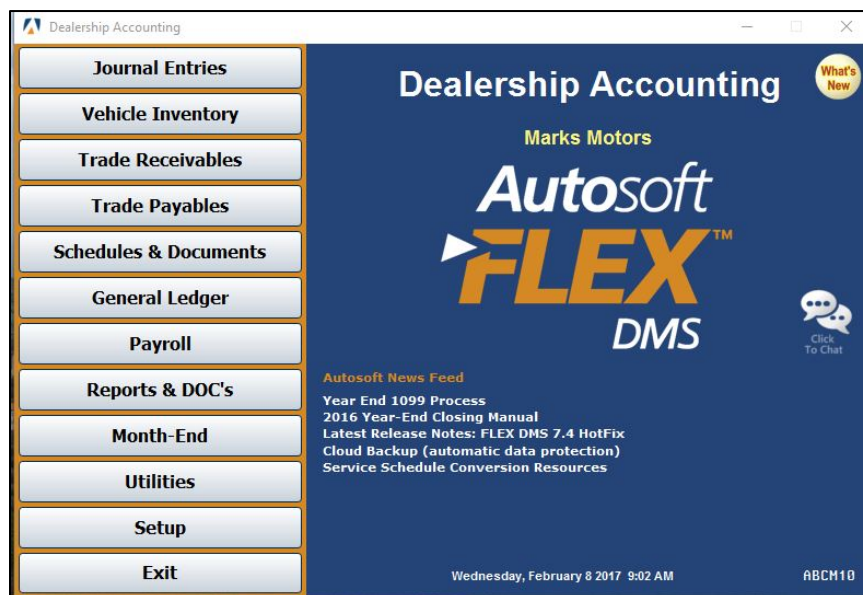 Dealership Accounting
Journal Entries
Vehicle Inventory
Trade Receivables
Trade Payables
Schedules & Documents
General Ledger
Payroll
Reports & DOC's
Month-End
Utilities
Setup
Exit
Dealership Accounting
What's
New
Marks Motors
Autosoft
FLEX™
DMS
Click
To Chat
Autosoft News Feed
Year End 1099 Process
2016 Year-End Closing Manual
Latest Release Notes: FLEX DMS 7.4 HotFix
Cloud Backup (automatic data protection)
Service Schedule Conversion Resources
Wednesday, February 8 2017 9:02 AM
ABCM10